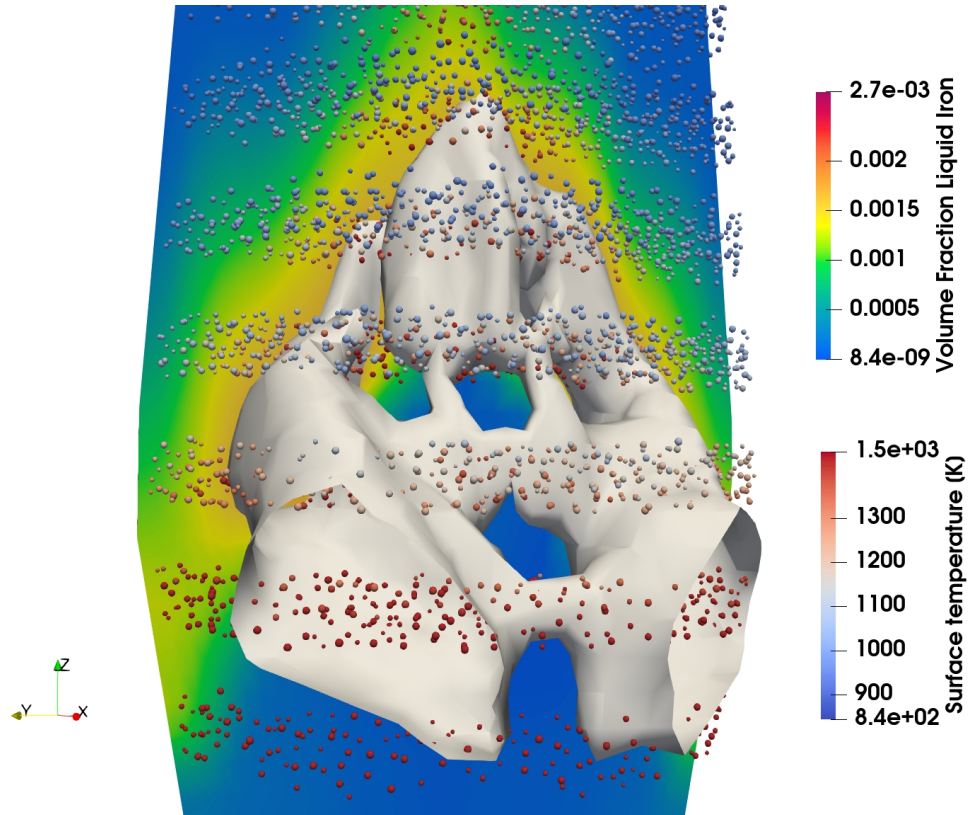 2.7e-03
0.002
0.0015
0.001
0.0005
8.4e-09
Volume Fraction Liquid Iron
1.5e+03
1300
1200
1100
1000
900
8.4e+02
Surface temperature (K)
Z
Y
X